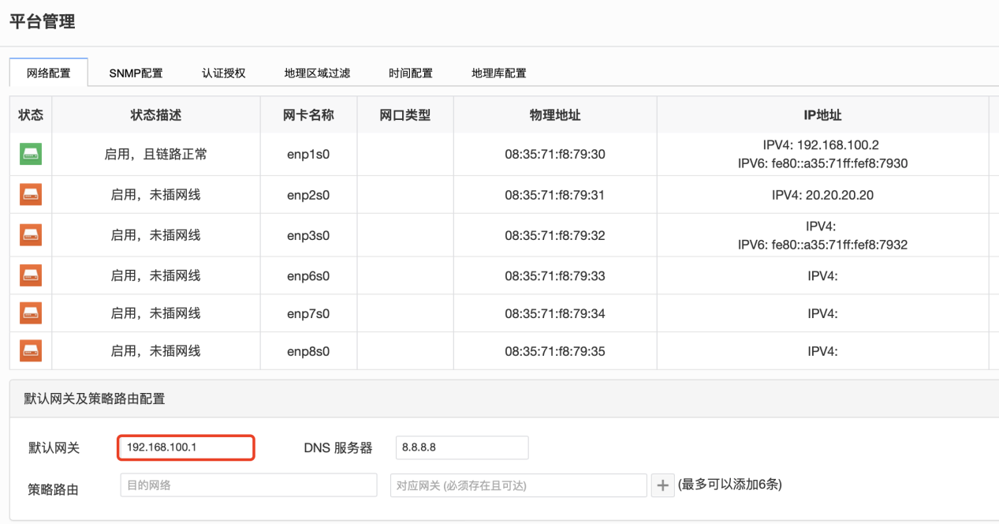 平台管理
网络配置 SNMP配置 认证授权 地理区域过滤 时间配置 地理库配置
状态 状态描述 网卡名称 网口类型 物理地址 IP地址
启用，且链路正常 enp1s0 08:35:71:f8:79:30 IPV4: 192.168.100.2
IPV6: fe80::a35:71ff:fef8:7930
启用，未插网线 enp2s0 08:35:71:f8:79:31 IPV4: 20.20.20.20
启用，未插网线 enp3s0 08:35:71:f8:79:32 IPV4:
IPV6: fe80::a35:71ff:fef8:7932
启用，未插网线 enp6s0 08:35:71:f8:79:33 IPV4:
启用，未插网线 enp7s0 08:35:71:f8:79:34 IPV4:
启用，未插网线 enp8s0 08:35:71:f8:79:35 IPV4:
默认网关及策略路由配置
默认网关 192.168.100.1 DNS 服务器 8.8.8.8
策略路由 目的网络 对应网关 (必须存在且可达) + (最多可以添加6条)